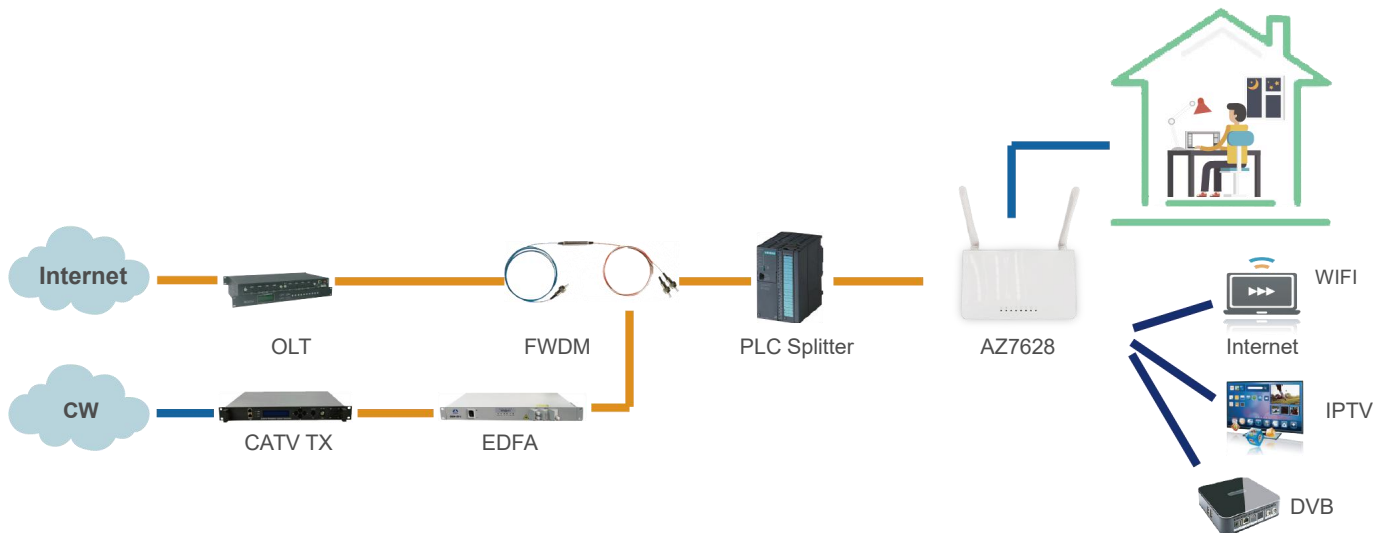 WIFI
Internet
OLT
FWDM
PLC Splitter
AZ7628
Internet
IPTV
CW
CATV TX
EDFA
DVB